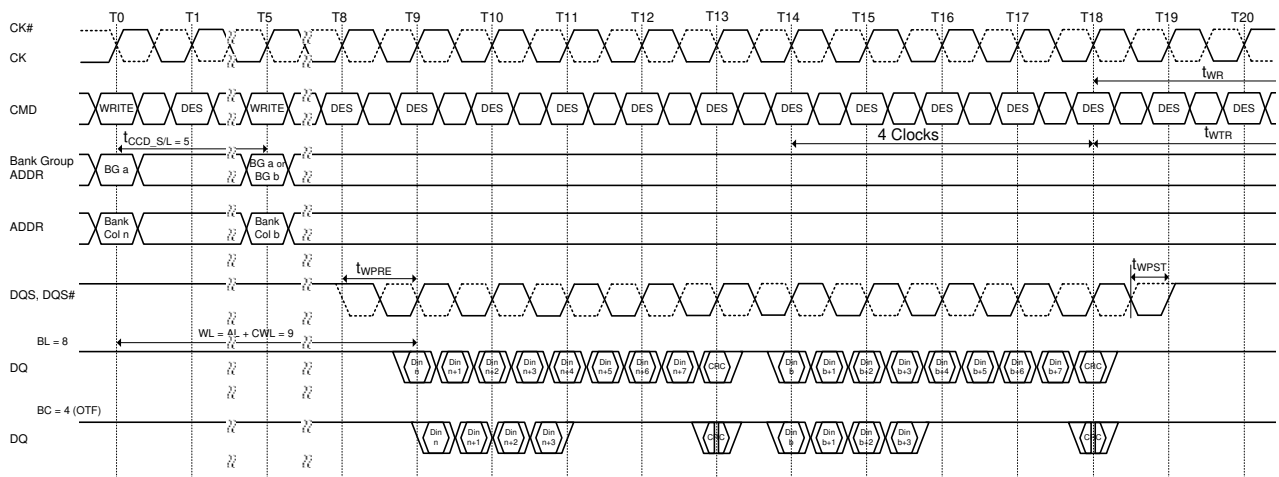 T0 T1 T5 T8 T9 T10 T11 T12 T13 T14 T15 T16 T17 T18 T19 T20
CK#
CK
tWR
CMD WRITE DES WRITE DES DES DES DES DES DES DES DES DES DES DES DES DES
tCCD_S/L = 5
4 Clocks
tWTR
Bank Group
ADDR
BG a
BG a or
BG b
ADDR
Bank
Col n
Bank
Col b
tWPRE
tWPST
DQS, DQS#
WL = AL + CWL = 9
BL = 8
DQ
Din n Din n+1 Din n+2 Din n+3 Din n+4 Din n+5 Din n+6 Din n+7 CRC Din b Din b+1 Din b+2 Din b+3 Din b+4 Din b+5 Din b+6 Din b+7 CRC
BC = 4 (OTF)
DQ
Din n Din n+1 Din n+2 Din n+3 CRC Din b Din b+1 Din b+2 Din b+3 CRC